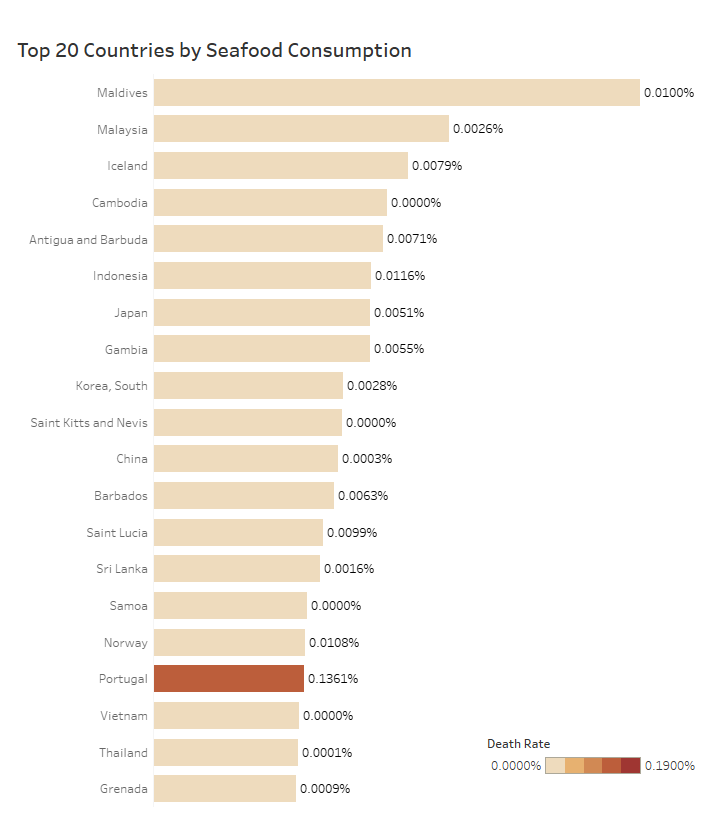 Top 20 Countries by Seafood Consumption
Maldives 0.0100%
Malaysia 0.0026%
Iceland 0.0079%
Cambodia 0.0000%
Antigua and Barbuda 0.0071%
Indonesia 0.0116%
Japan 0.0051%
Gambia 0.0055%
Korea, South 0.0028%
Saint Kitts and Nevis 0.0000%
China 0.0003%
Barbados 0.0063%
Saint Lucia 0.0099%
Sri Lanka 0.0016%
Samoa 0.0000%
Norway 0.0108%
Portugal 0.1361%
Vietnam 0.0000%
Thailand 0.0001%
Grenada 0.0009%
Death Rate
0.0000% 0.1900%